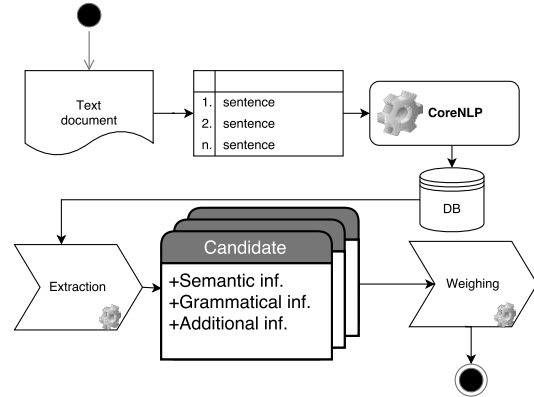 Text
document
1. sentence
2. sentence
n. sentence
CoreNLP
DB
Extraction
Candidate
+Semantic inf.
+Grammatical inf.
+Additional inf.
Weighing